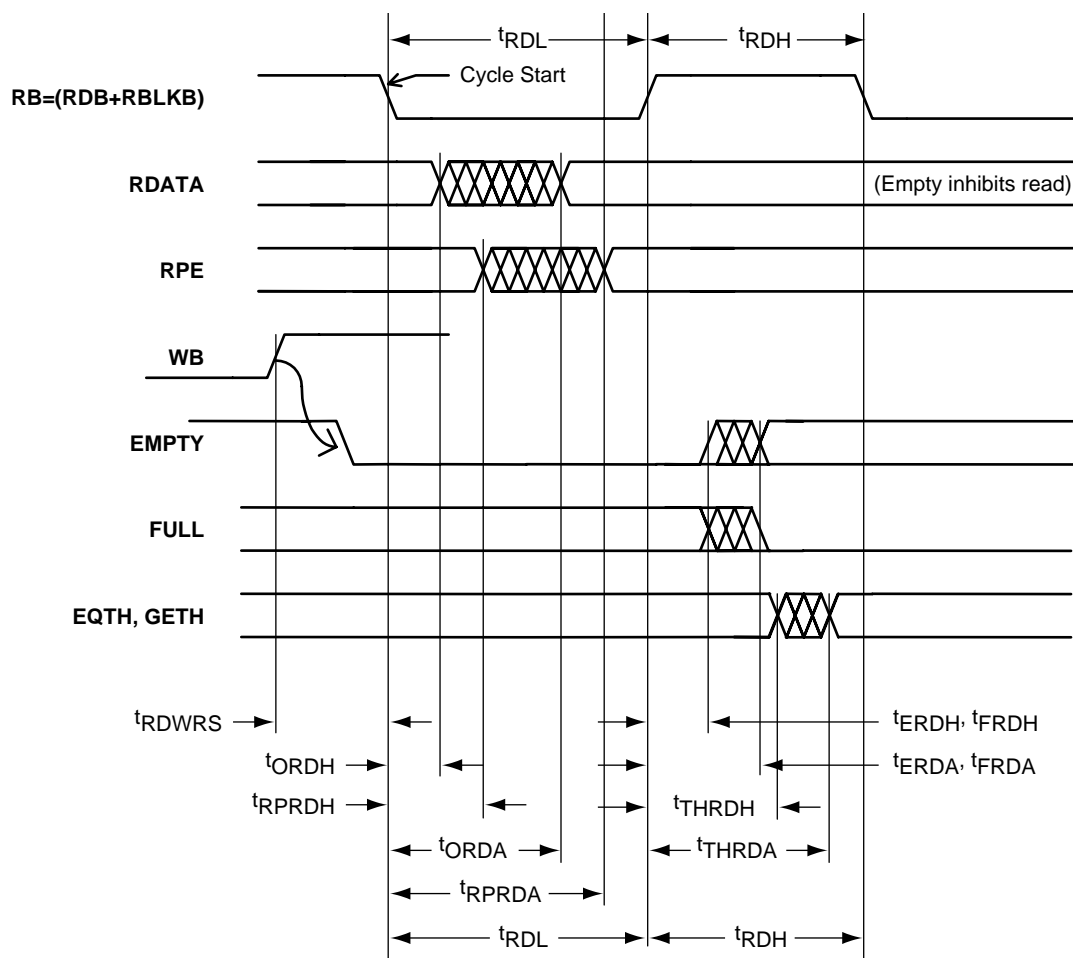 tRDL tRDH
Cycle Start
RB=(RDB+RBLKB)
RDATA (Empty inhibits read)
RPE
WB
EMPTY
FULL
EQTH, GETH
tRDWRS tERDH, tFRDH
tORDH tERDA, tFRDA
tRPRDH tTHRDH
tORDA tTHRDA
tRPRDA
tRDL tRDH